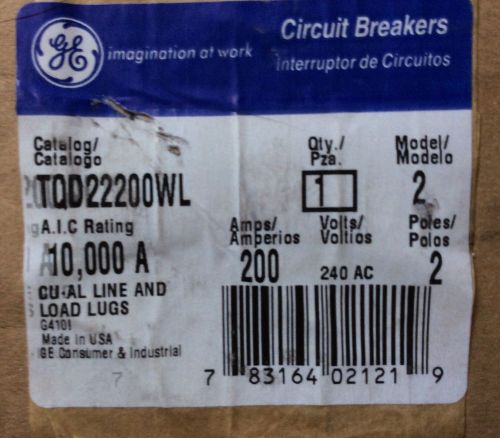 GE imagination at work
Circuit Breakers
Interruptor de Circuitos
Catalog/
Catalogo
TQD22200WL
Qty./
Pza.
1
Model/
Modelo
2
A.I.C Rating
10,000 A
Amps/
Amperios
200
Volts/
Voltios
240 AC
Poles/
Polos
2
CU-AL LINE AND
LOAD LUGS
G4101
Made in USA
GE Consumer & Industrial
7
7 83164 02121 9